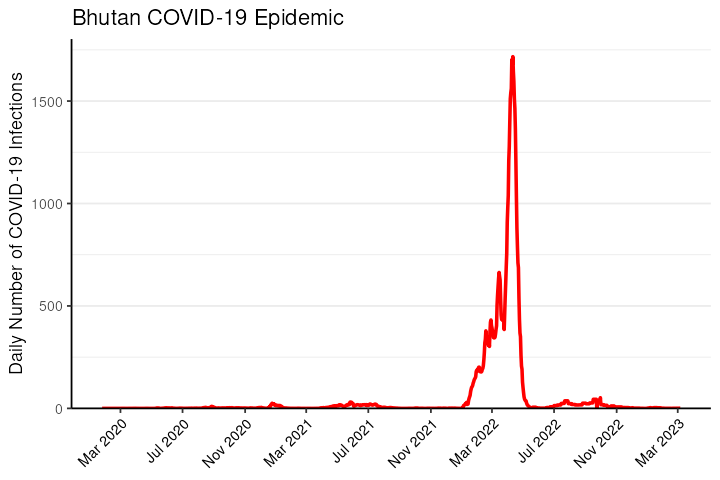 Bhutan COVID-19 Epidemic
Daily Number of COVID-19 Infections
1500
1000
500
0
Mar 2020
Jul 2020
Nov 2020
Mar 2021
Jul 2021
Nov 2021
Mar 2022
Jul 2022
Nov 2022
Mar 2023